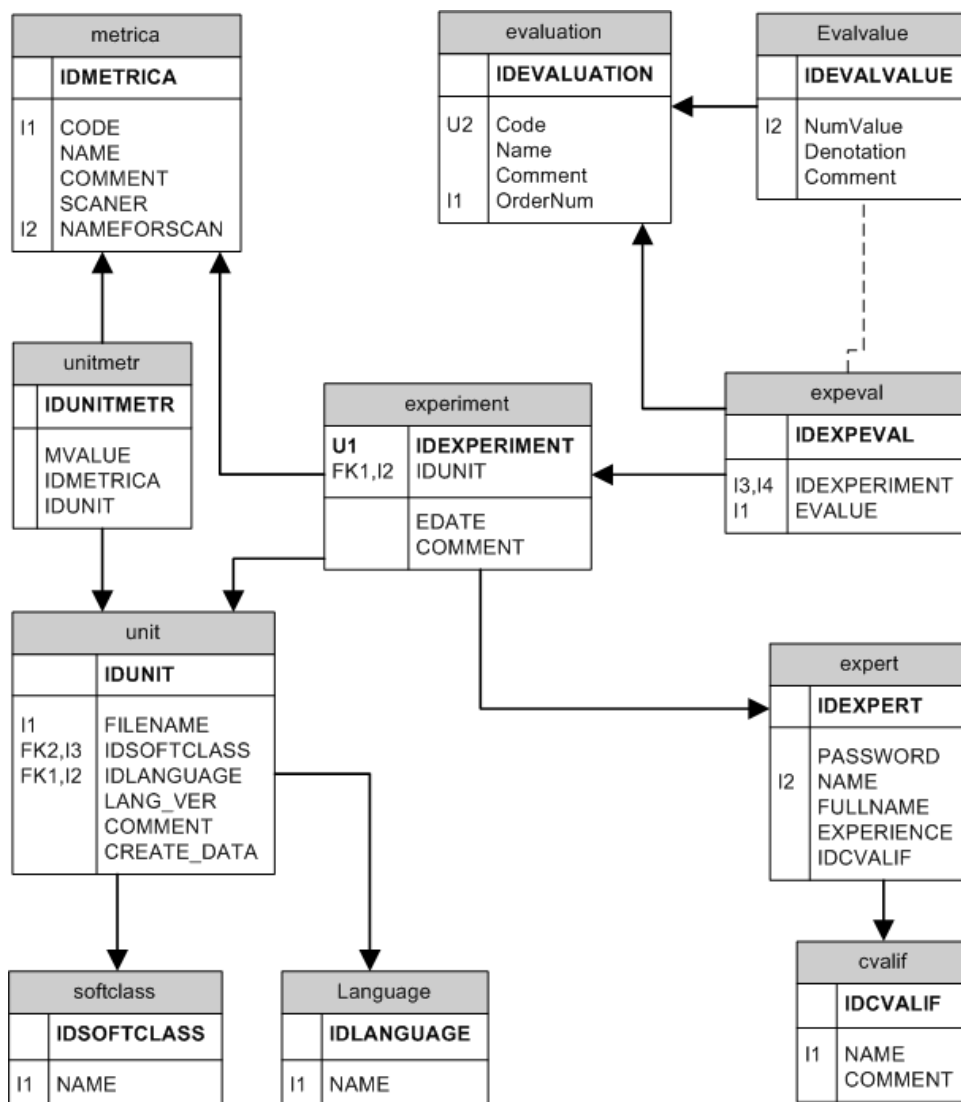 metrica
IDMETRICA
I1 CODE
NAME
COMMENT
SCANER
I2 NAMEFORSCAN
evaluation
IDEVALUATION
U2 Code
Name
Comment
I1 OrderNum
Evalvalue
IDEVALVALUE
I2 NumValue
Denotation
Comment
unitmetr
IDUNITMETR
MVALUE
IDMETRICA
IDUNIT
experiment
U1 IDEXPERIMENT
FK1,I2 IDUNIT
EDATE
COMMENT
expeval
IDEXPEVAL
I3,I4 IDEXPERIMENT
I1 EVALUE
unit
IDUNIT
I1 FILENAME
FK2,I3 IDSOFTCLASS
FK1,I2 IDLANGUAGE
LANG_VER
COMMENT
CREATE_DATA
expert
IDEXPERT
PASSWORD
I2 NAME
FULLNAME
EXPERIENCE
IDCVALIF
softclass
IDSOFTCLASS
I1 NAME
Language
IDLANGUAGE
I1 NAME
cvalif
IDCVALIF
I1 NAME
COMMENT